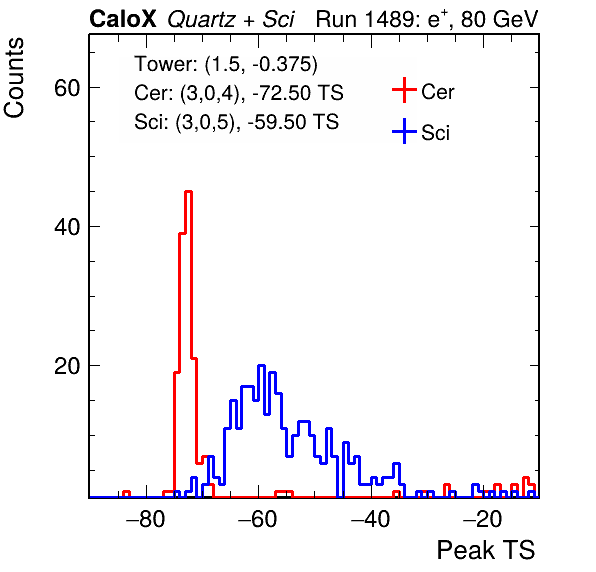 CaloX Quartz + Sci Run 1489: e⁺, 80 GeV
Counts
Tower: (1.5, -0.375)
Cer: (3,0,4), -72.50 TS
Sci: (3,0,5), -59.50 TS
Cer
Sci
60
40
20
−80 −60 −40 −20
Peak TS